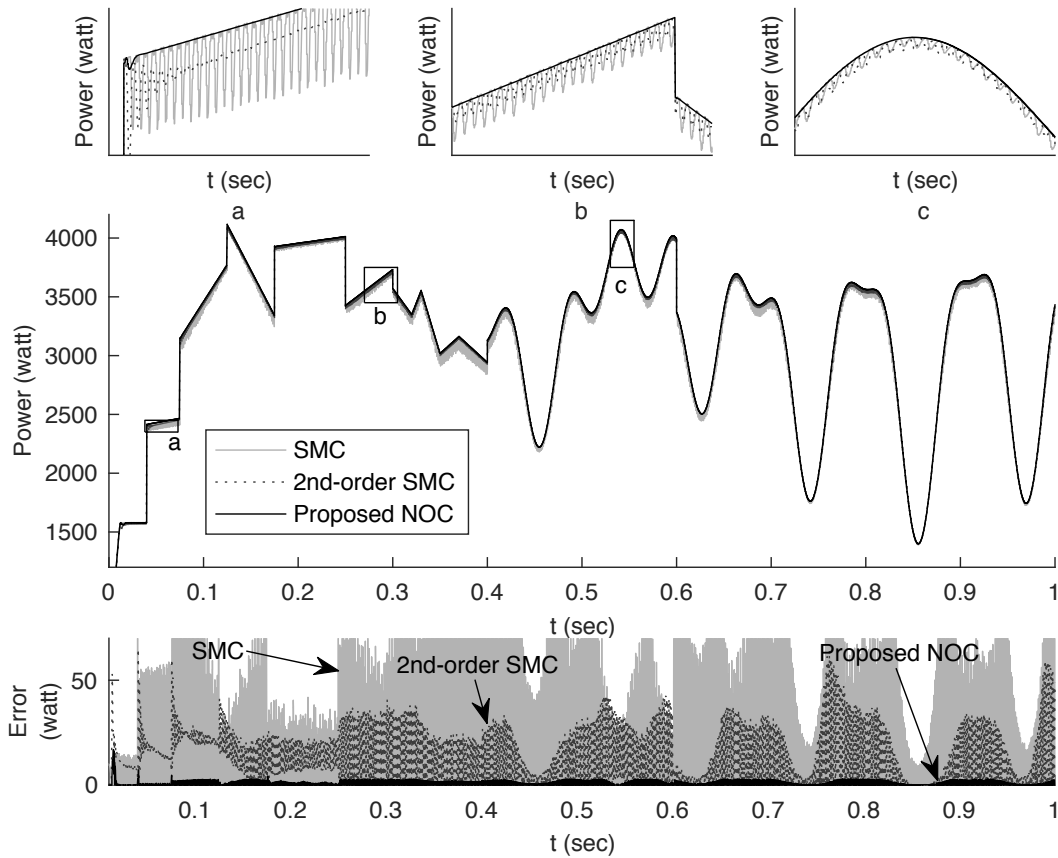 Power (watt)
t (sec)
a
Power (watt)
t (sec)
b
Power (watt)
t (sec)
c
Power (watt)
4000
3500
3000
2500
2000
1500
a
b
c
SMC
2nd-order SMC
Proposed NOC
0 0.1 0.2 0.3 0.4 0.5 0.6 0.7 0.8 0.9 1
t (sec)
Error
(watt)
50
0
SMC
2nd-order SMC
Proposed NOC
0.1 0.2 0.3 0.4 0.5 0.6 0.7 0.8 0.9 1
t (sec)